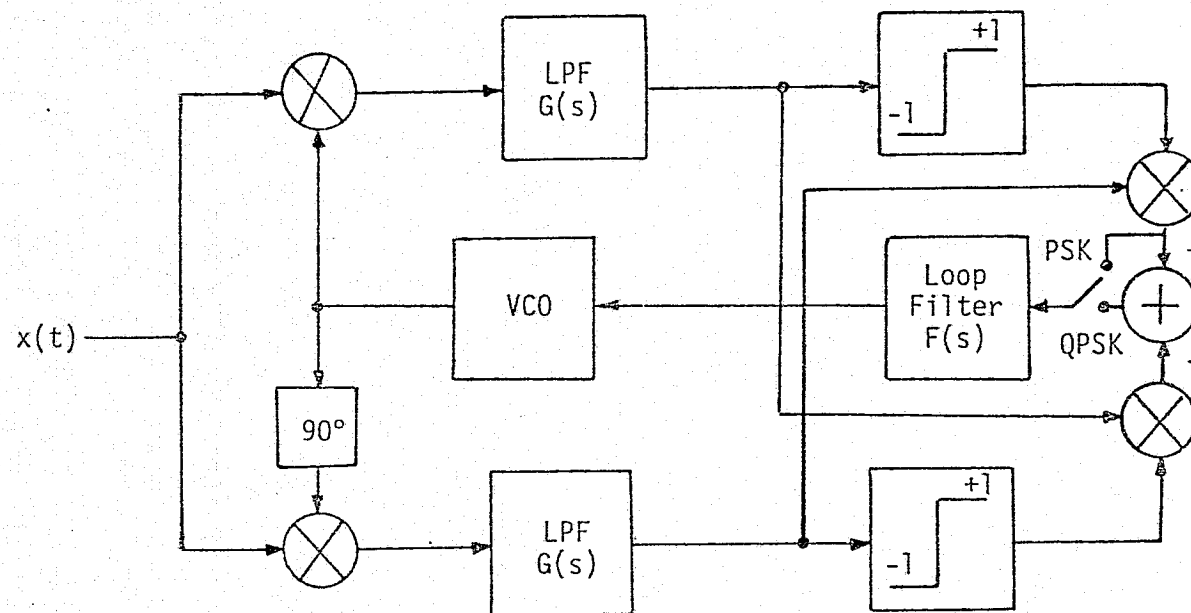 LPF
G(s)
+1
-1
PSK
Loop
Filter
F(s)
VCO
x(t)
QPSK
90°
LPF
G(s)
+1
-1